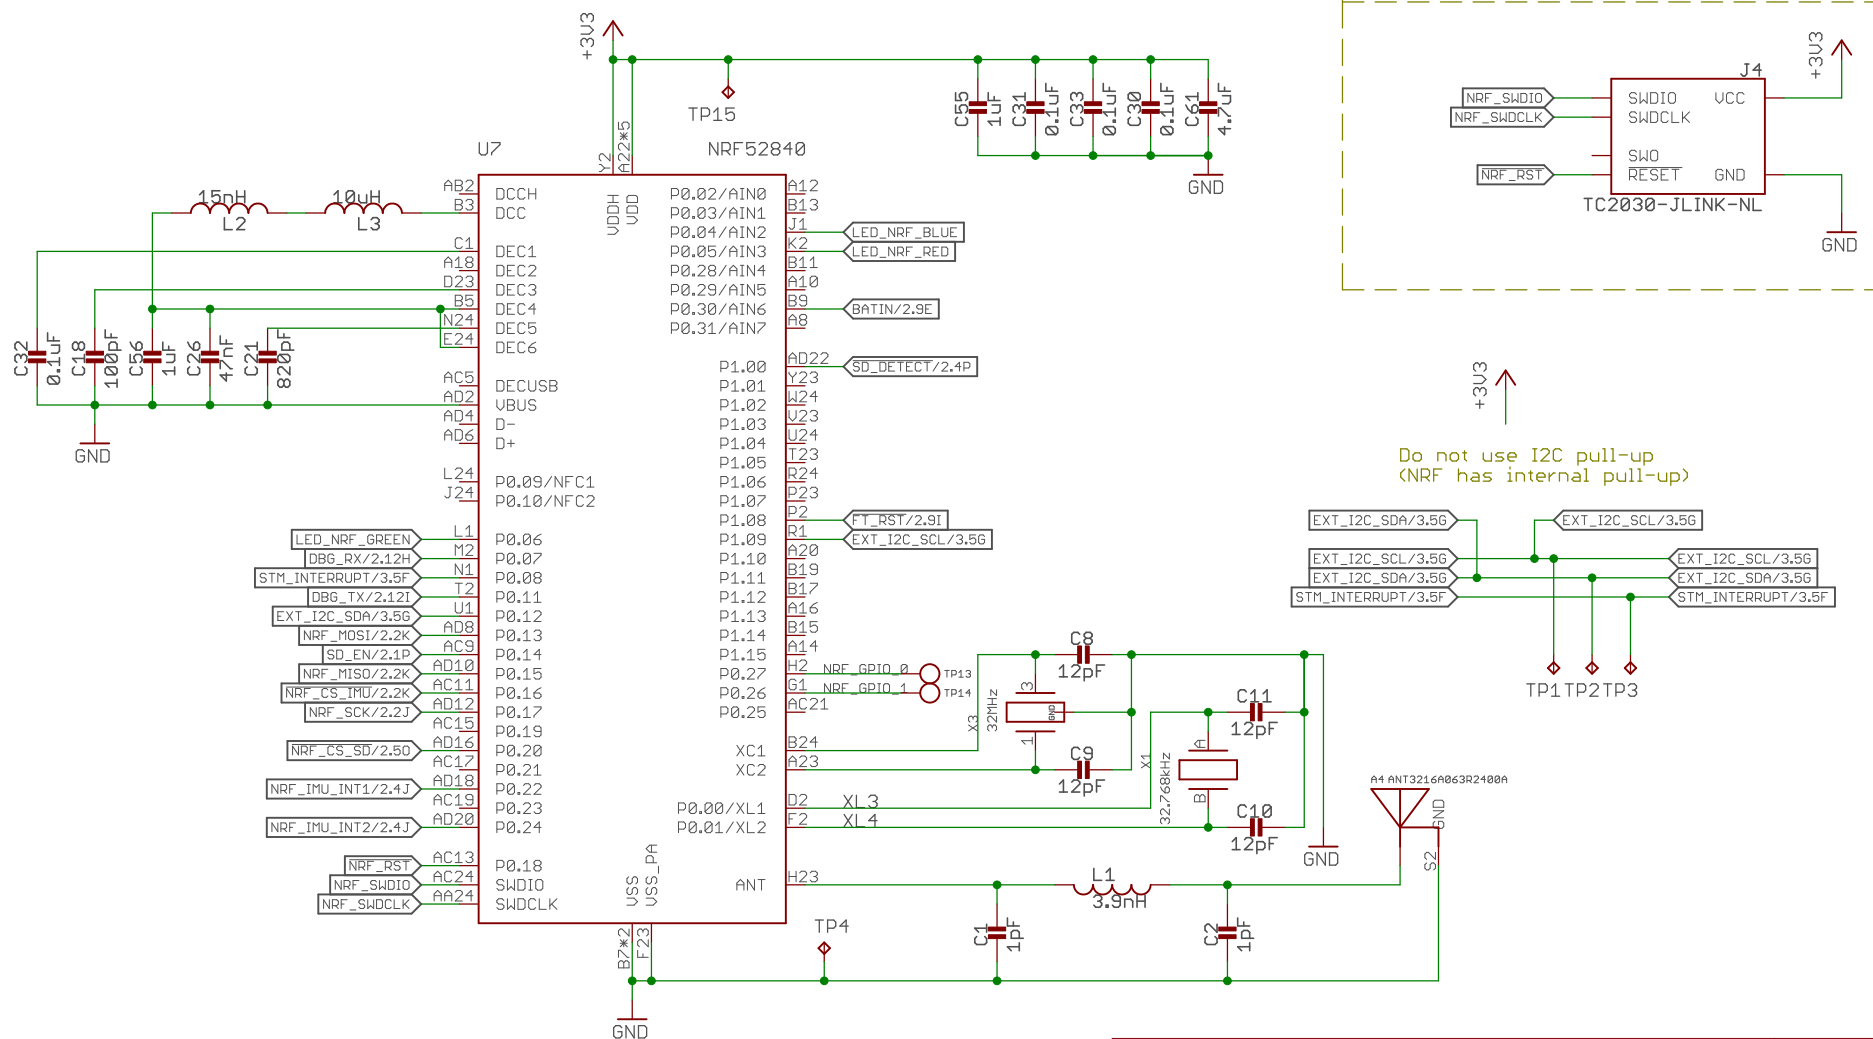 +3V3
TP15
C55
1uF
C31
0.1uF
C33
0.1uF
C30
0.1uF
C61
4.7uF
GND
+3V3
J4
NRF_SWDIO
NRF_SWDCLK
NRF_RST
SWDIO
SWDCLK
SWO
RESET
VCC
GND
TC2030-JLINK-NL
GND
U7
NRF52840
Y2
A22*5
VDDH
VDD
15nH
L2
10uH
L3
AB2 DCCH
B3 DCC
C1 DEC1
A18 DEC2
D23 DEC3
B5 DEC4
N24 DEC5
E24 DEC6
AC5 DECUSB
AD2 VBUS
AD4 D-
AD6 D+
L24 P0.09/NFC1
J24 P0.10/NFC2
C32
0.1uF
C18
100pF
C56
1uF
C26
47nF
C21
820pF
GND
LED_NRF_GREEN L1 P0.06
DBG_RX/2.12H M2 P0.07
STM_INTERRUPT/3.5F N1 P0.08
DBG_TX/2.12I T2 P0.11
EXT_I2C_SDA/3.5G U1 P0.12
NRF_MOSI/2.2K AD8 P0.13
SD_EN/2.1P AC9 P0.14
NRF_MISO/2.2K AD10 P0.15
NRF_CS_IMU/2.2K AC11 P0.16
NRF_SCK/2.2J AD12 P0.17
AC15 P0.19
NRF_CS_SD/2.5O AD16 P0.20
AC17 P0.21
NRF_IMU_INT1/2.4J AD18 P0.22
AC19 P0.23
NRF_IMU_INT2/2.4J AD20 P0.24
NRF_RST AC13 P0.18
NRF_SWDIO AC24 SWDIO
NRF_SWDCLK AA24 SWDCLK
P0.02/AIN0 A12
P0.03/AIN1 B13
P0.04/AIN2 J1 LED_NRF_BLUE
P0.05/AIN3 K2 LED_NRF_RED
P0.28/AIN4 B11
P0.29/AIN5 A10
P0.30/AIN6 B9 BATIN/2.9E
P0.31/AIN7 A8
P1.00 AD22 SD_DETECT/2.4P
P1.01 Y23
P1.02 W24
P1.03 V23
P1.04 U24
P1.05 T23
P1.06 R24
P1.07 P23
P1.08 P2 FT_RST/2.9I
P1.09 R1 EXT_I2C_SCL/3.5G
P1.10 A20
P1.11 B19
P1.12 B17
P1.13 A16
P1.14 B15
P1.15 A14
P0.27 H2 NRF_GPIO_0 TP13
P0.26 G1 NRF_GPIO_1 TP14
P0.25 AC21
XC1 B24
XC2 A23
P0.00/XL1 D2 XL3
P0.01/XL2 F2 XL4
ANT H23
VSS
VSS_PA
B7*2
F23
GND
TP4
C8
12pF
X3
32MHz
3
GND
1
C9
12pF
C11
12pF
X1
32.768kHz
A
B
C10
12pF
GND
L1
3.9nH
C1
1pF
C2
1pF
A4 ANT3216A063R2400A
GND
S2
+3V3
Do not use I2C pull-up
(NRF has internal pull-up)
EXT_I2C_SDA/3.5G EXT_I2C_SCL/3.5G
EXT_I2C_SCL/3.5G EXT_I2C_SCL/3.5G
EXT_I2C_SDA/3.5G EXT_I2C_SDA/3.5G
STM_INTERRUPT/3.5F STM_INTERRUPT/3.5F
TP1 TP2 TP3